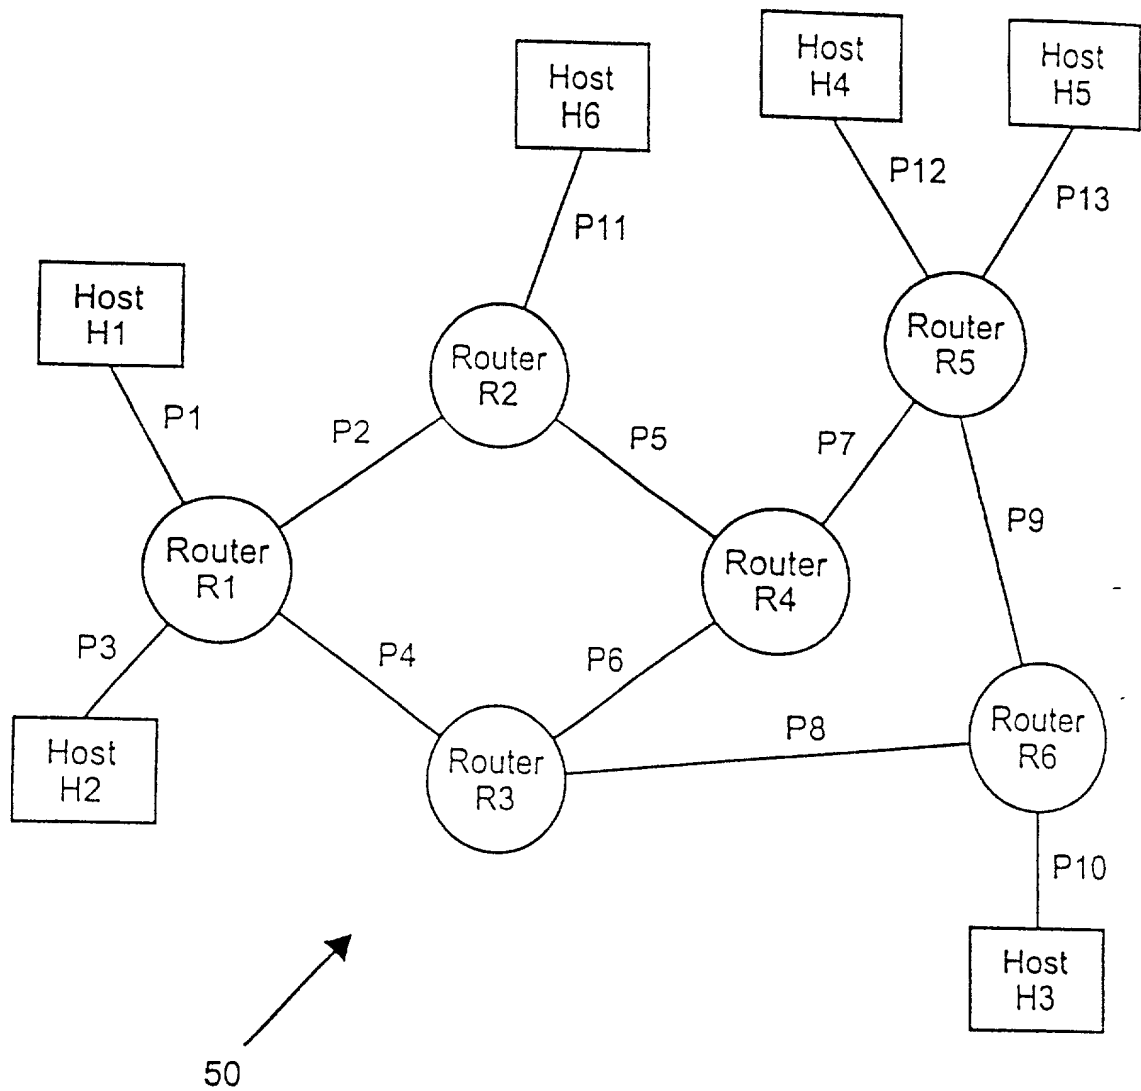 Host
H4
Host
H5
Host
H6
P12
P13
P11
Host
H1
Router
R5
Router
R2
P1
P2
P5
P7
P9
Router
R1
Router
R4
P3
P4
P6
P8
Router
R6
Host
H2
Router
R3
P10
Host
H3
50